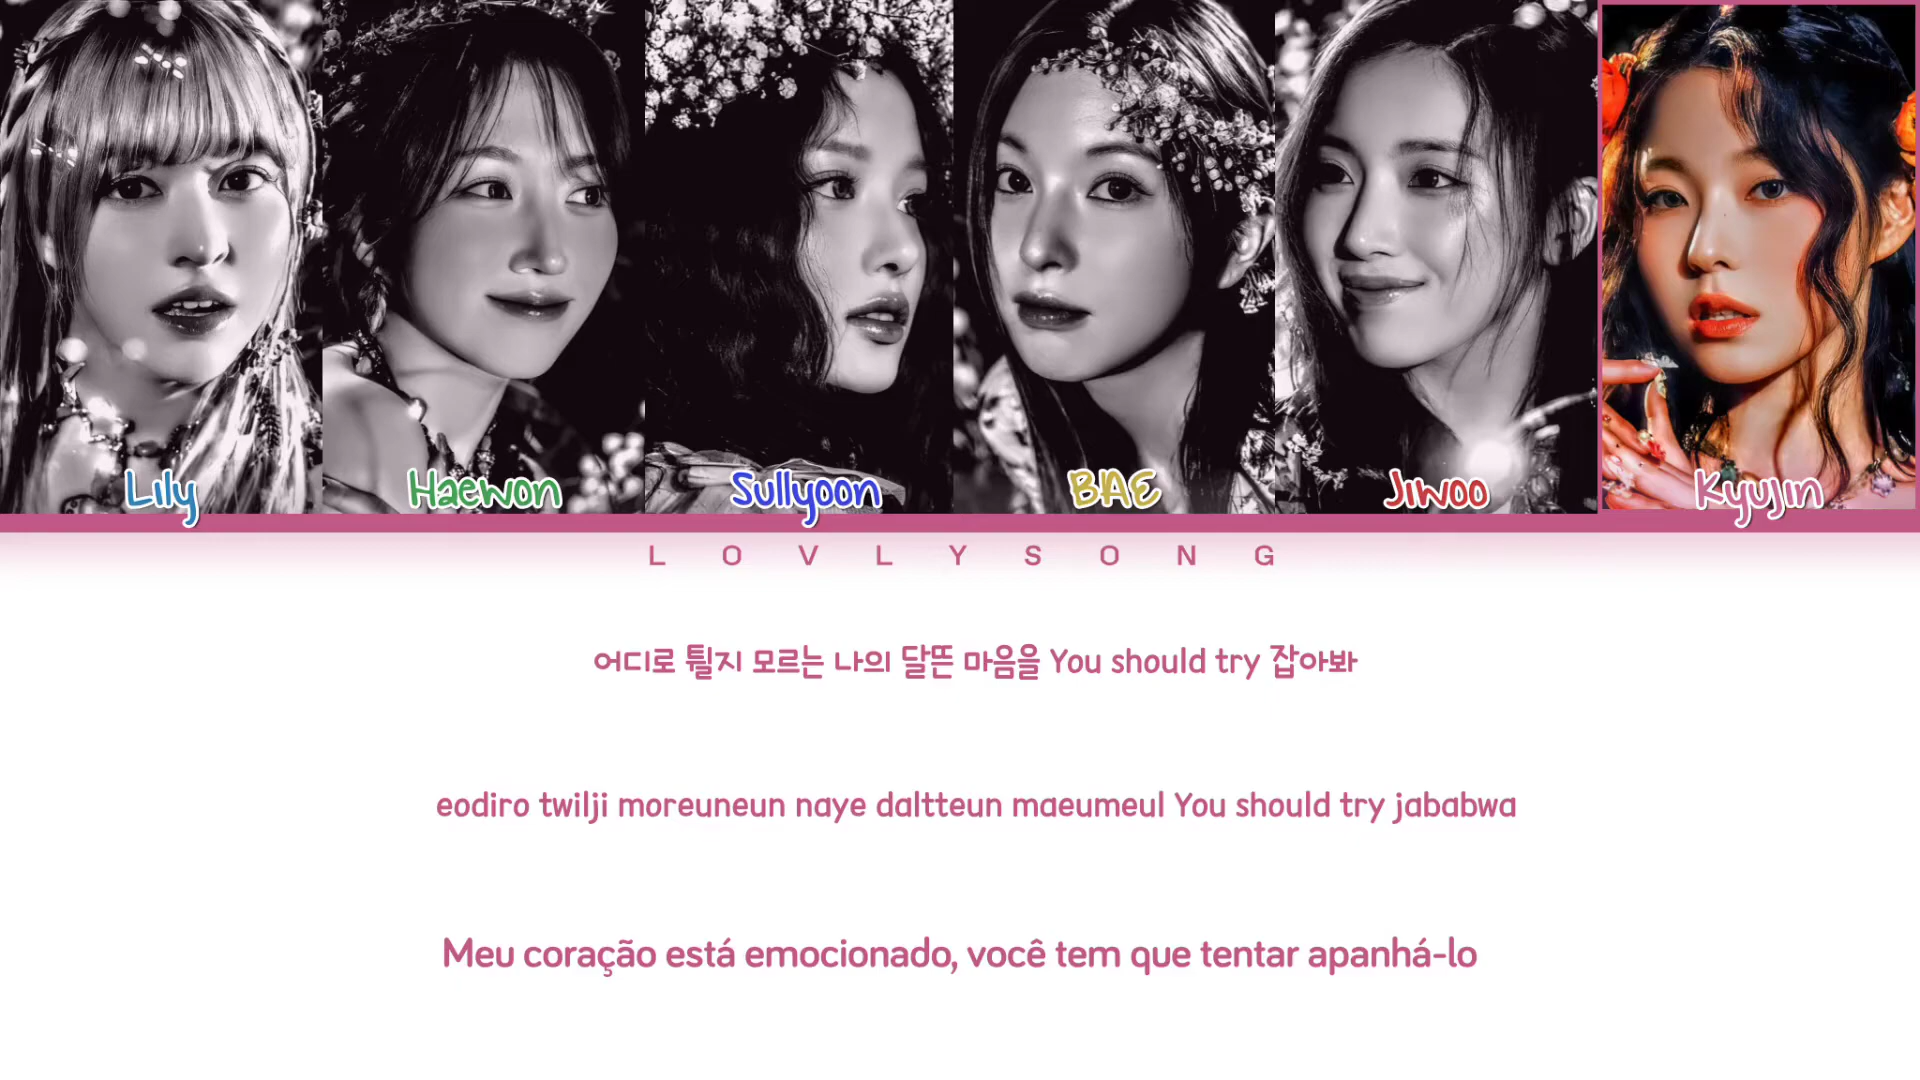 Lily Haewon Sullyoon BAE Jiwoo Kyujin
LOVLYSONG
어디로 튈지 모르는 나의 달뜬 마음을 You should try 잡아봐
eodiro twilji moreuneun naye daltteun maeumeul You should try jababwa
Meu coração está emocionado, você tem que tentar apanhá-lo